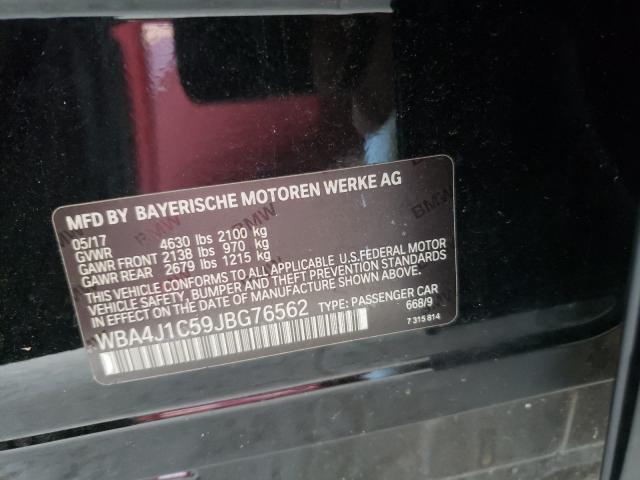 MFD BY BAYERISCHE MOTOREN WERKE AG
05/17
GVWR 4630 lbs 2100 kg
GAWR FRONT 2138 lbs 970 kg
GAWR REAR 2679 lbs 1215 kg
THIS VEHICLE CONFORMS TO ALL APPLICABLE U.S.FEDERAL MOTOR
VEHICLE SAFETY, BUMPER AND THEFT PREVENTION STANDARDS
IN EFFECT ON THE DATE OF MANUFACTURE SHOWN ABOVE.
WBA4J1C59JBG76562 TYPE: PASSENGER CAR
668/9
7 315 814
BMW
BMW